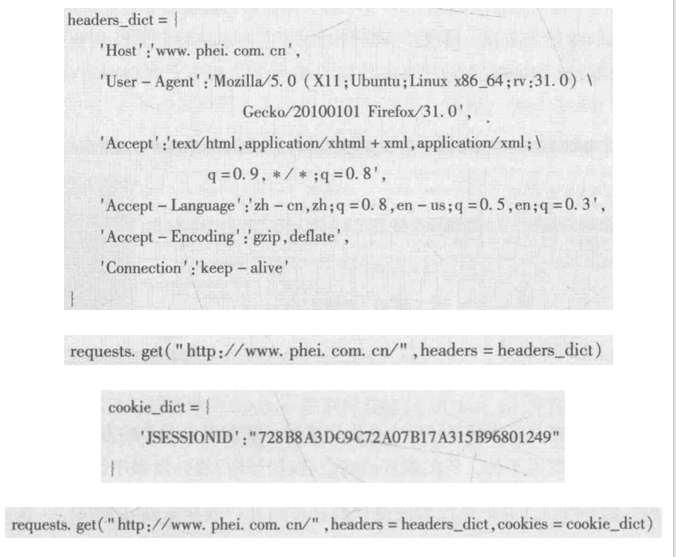 headers_dict = {
'Host':'www. phei. com. cn',
'User - Agent':'Mozilla/5. 0 (X11;Ubuntu;Linux x86_64;rv:31. 0) \
Gecko/20100101 Firefox/31. 0',
'Accept':'text/html,application/xhtml + xml,application/xml; \
q = 0. 9, * / * ;q = 0. 8',
'Accept - Language':'zh - cn,zh;q = 0. 8,en - us;q = 0. 5,en;q = 0. 3',
'Accept - Encoding':'gzip,deflate',
'Connection':'keep - alive'
}
requests. get("http://www. phei. com. cn/",headers = headers_dict)
cookie_dict = {
'JSESSIONID':"728B8A3DC9C72A07B17A315B96801249"
}
requests. get("http://www. phei. com. cn/",headers = headers_dict,cookies = cookie_dict)